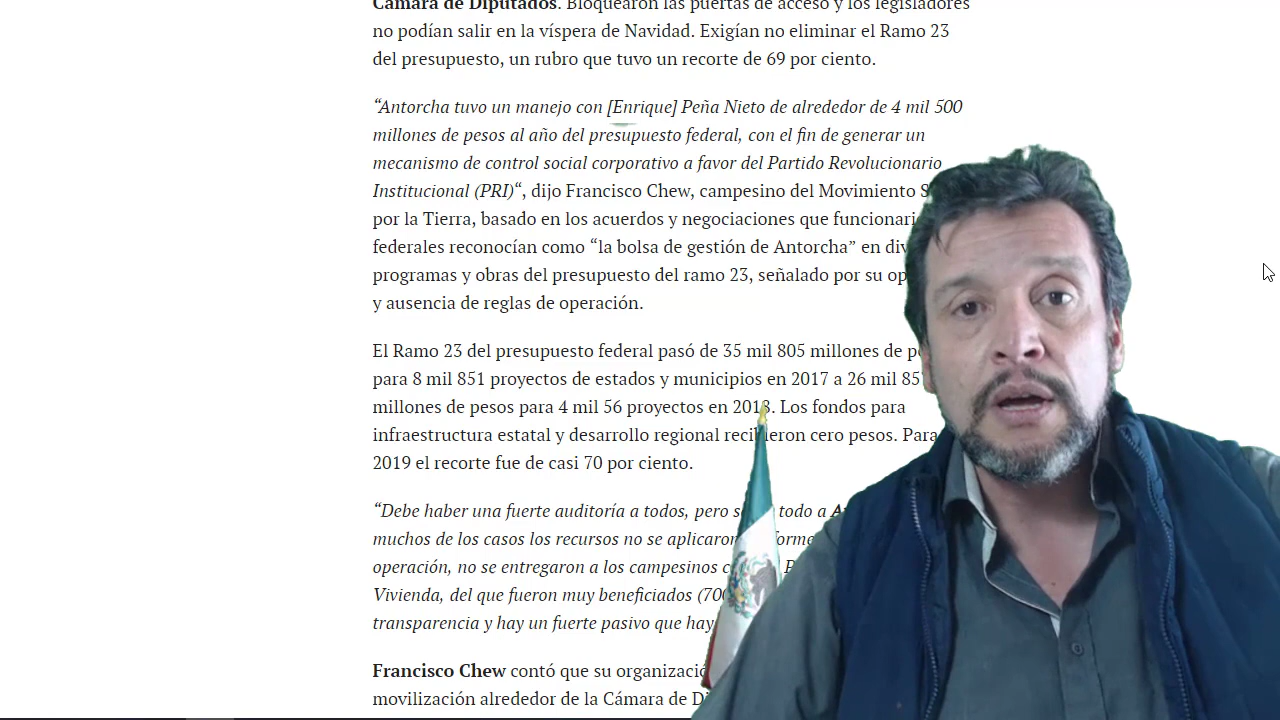 Cámara de Diputados. Bloquearon las puertas de acceso y los legisladores
no podían salir en la víspera de Navidad. Exigían no eliminar el Ramo 23
del presupuesto, un rubro que tuvo un recorte de 69 por ciento.
“Antorcha tuvo un manejo con [Enrique] Peña Nieto de alrededor de 4 mil 500
millones de pesos al año del presupuesto federal, con el fin de generar un
mecanismo de control social corporativo a favor del Partido Revolucionario
Institucional (PRI)“, dijo Francisco Chew, campesino del Movimiento
por la Tierra, basado en los acuerdos y negociaciones que
federales reconocían como “la bolsa de gestión de Antorcha” en
programas y obras del presupuesto del ramo 23, señalado por su
y ausencia de reglas de operación.
El Ramo 23 del presupuesto federal pasó de 35 mil 805 millones de
para 8 mil 851 proyectos de estados y municipios en 2017 a 26 mil
millones de pesos para 4 mil 56 proyectos en 2018. Los fondos para
infraestructura estatal y desarrollo regional recibieron cero pesos. Para
2019 el recorte fue de casi 70 por ciento.
“Debe haber una fuerte auditoría a todos, pero todo a
muchos de los casos los recursos no se aplicaron
operación, no se entregaron a los campesinos
Vivienda, del que fueron muy beneficiados
transparencia y hay un fuerte pasivo que hay
Francisco Chew contó que su
movilización alrededor de la Cámara de